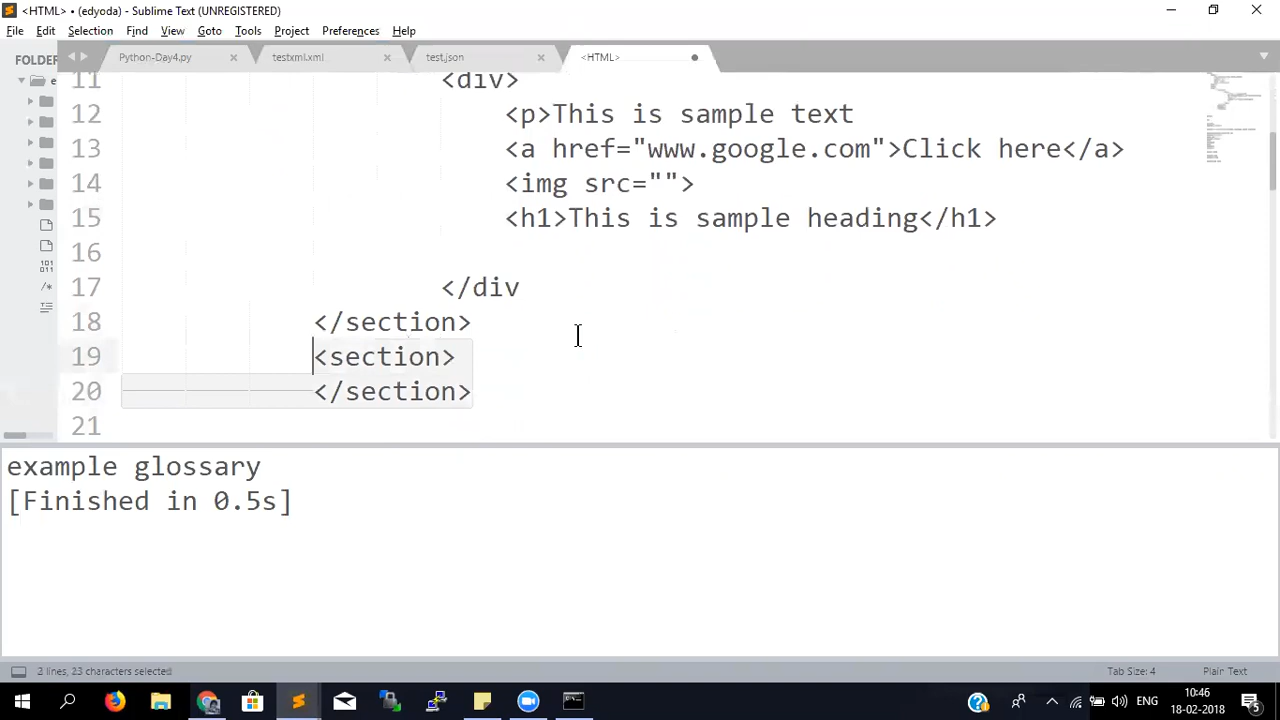 <HTML> • (edyoda) - Sublime Text (UNREGISTERED)
File Edit Selection Find View Goto Tools Project Preferences Help
FOLDER Python-Day4.py testxml.xml test.json <HTML>
e
11 <div>
12 <p>This is sample text
13 <a href="www.google.com">Click here</a>
14 <img src="">
15 <h1>This is sample heading</h1>
16
17 </div
18 </section>
19 <section>
20 </section>
21
example glossary
[Finished in 0.5s]
2 lines, 23 characters selected Tab Size: 4 Plain Text
ENG 16:46
18-02-2018 5